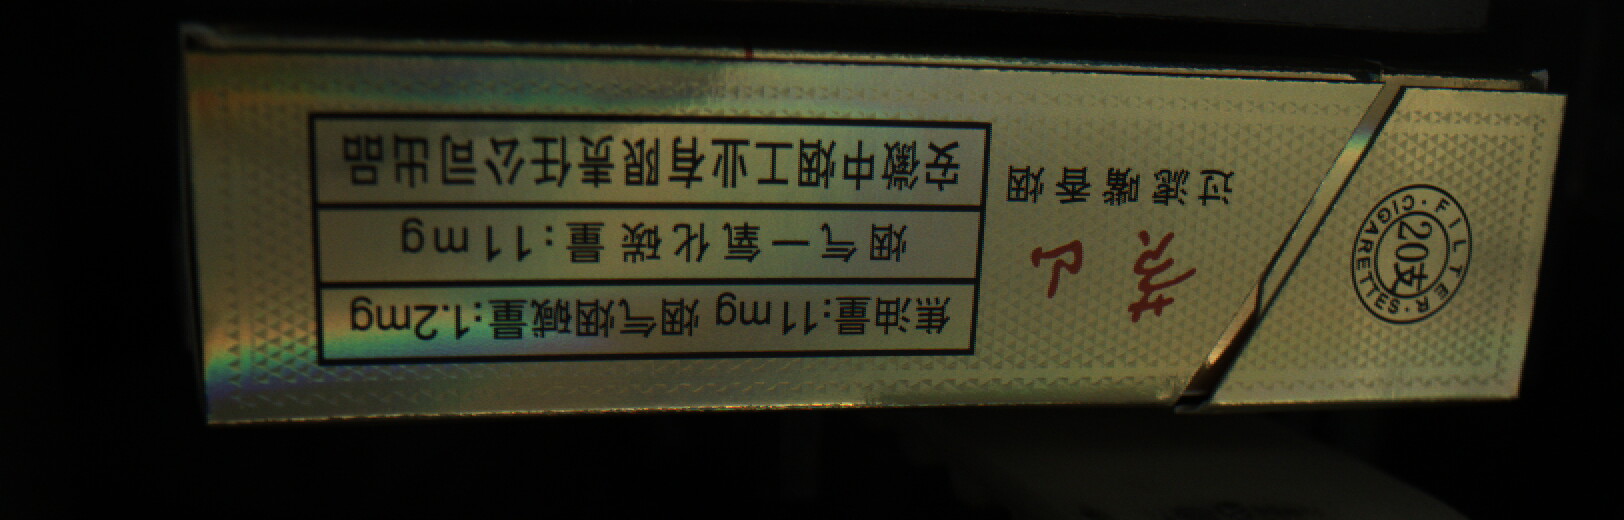 FILTER·CIGARETTES·
20支
黄山
过滤嘴香烟
焦油量:11mg 烟气烟碱量:1.2mg
烟气一氧化碳量:11mg
安徽中烟工业有限责任公司出品